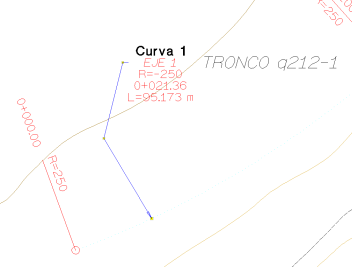 Curva 1
EJE 1
R=-250
0+021.36
L=95.173 m
TRONCO q212-1
0+000.00
R=250